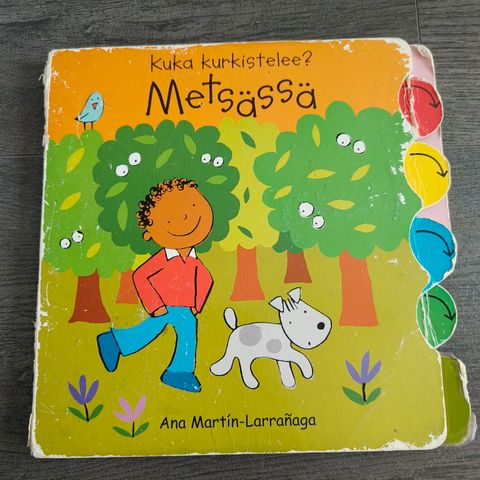 Kuka kurkistelee?
Metsässä
Ana Martín-Larrañaga